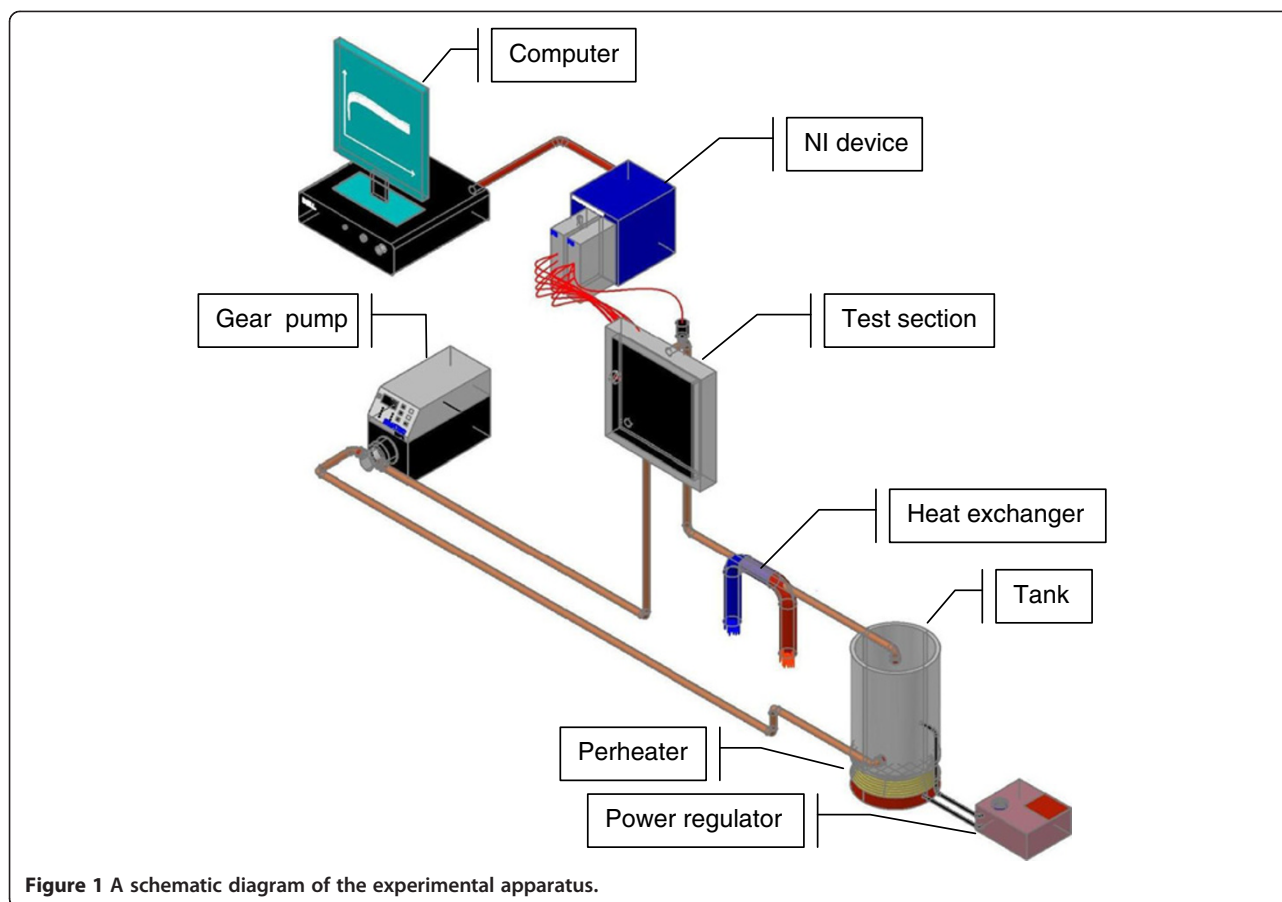 Computer
NI device
Gear pump
Test section
Heat exchanger
Tank
Perheater
Power regulator
Figure 1 A schematic diagram of the experimental apparatus.